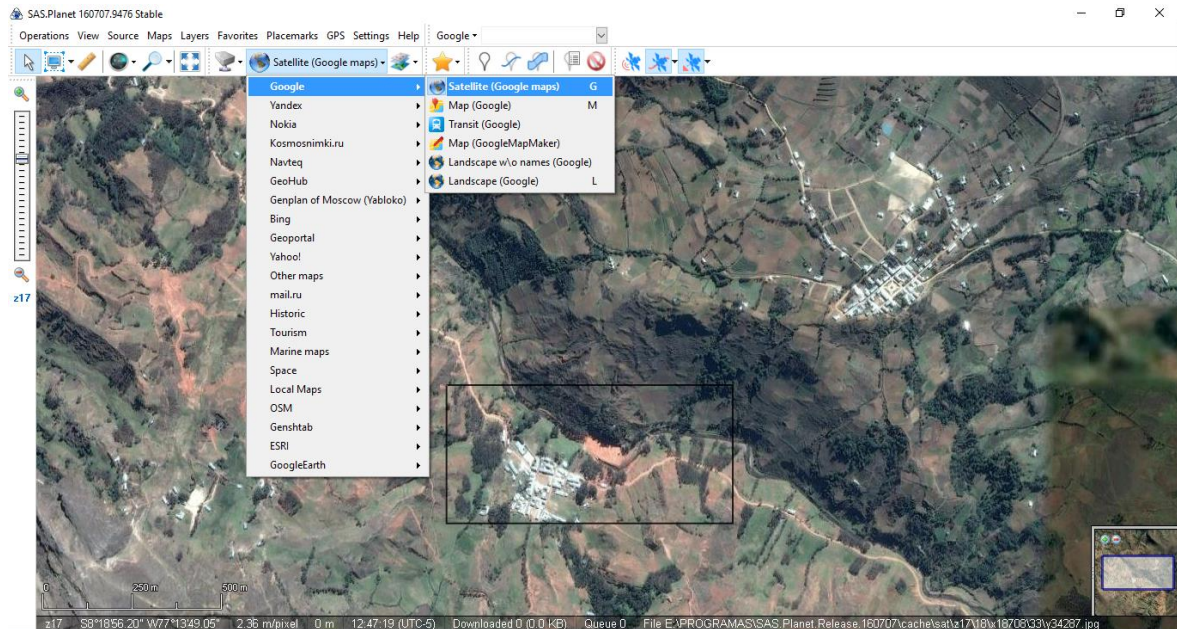 SAS.Planet 160707.9476 Stable
Operations View Source Maps Layers Favorites Placemarks GPS Settings Help Google
Satellite (Google maps)
Google
Yandex
Nokia
Kosmosnimki.ru
Navteq
GeoHub
Genplan of Moscow (Yabloko)
Bing
Geoportal
Yahoo!
Other maps
mail.ru
Historic
Tourism
Marine maps
Space
Local Maps
OSM
Genshtab
ESRI
GoogleEarth
Satellite (Google maps) G
Map (Google) M
Transit (Google)
Map (GoogleMapMaker)
Landscape w\o names (Google)
Landscape (Google) L
z17
0 250 m 500 m
z17 S8°18'56.20" W77°13'49.05" 2.36 m/pixel 0 m 12:47:19 (UTC-5) Downloaded 0 (0.0 KB) Queue 0 File E:\PROGRAMAS\SAS.Planet.Release.160707\cache\sat\z17\18\x18708\33\y34287.jpg